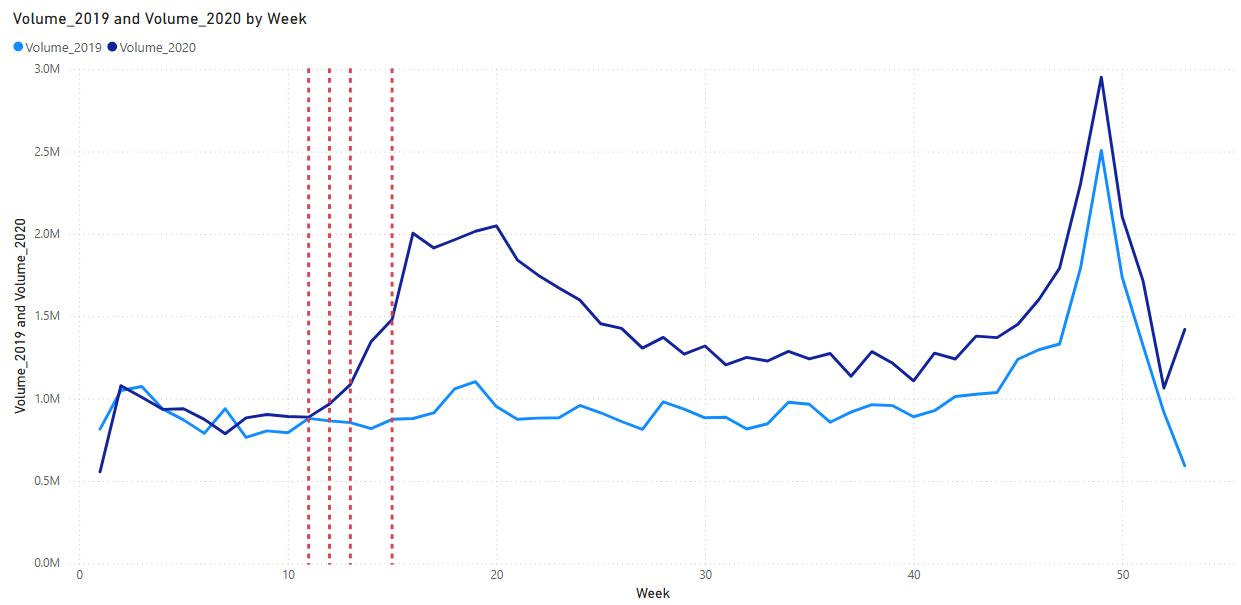 Volume_2019 and Volume_2020 by Week
Volume_2019 Volume_2020
Volume_2019 and Volume_2020
3.0M
2.5M
2.0M
1.5M
1.0M
0.5M
0.0M
0 10 20 30 40 50
Week